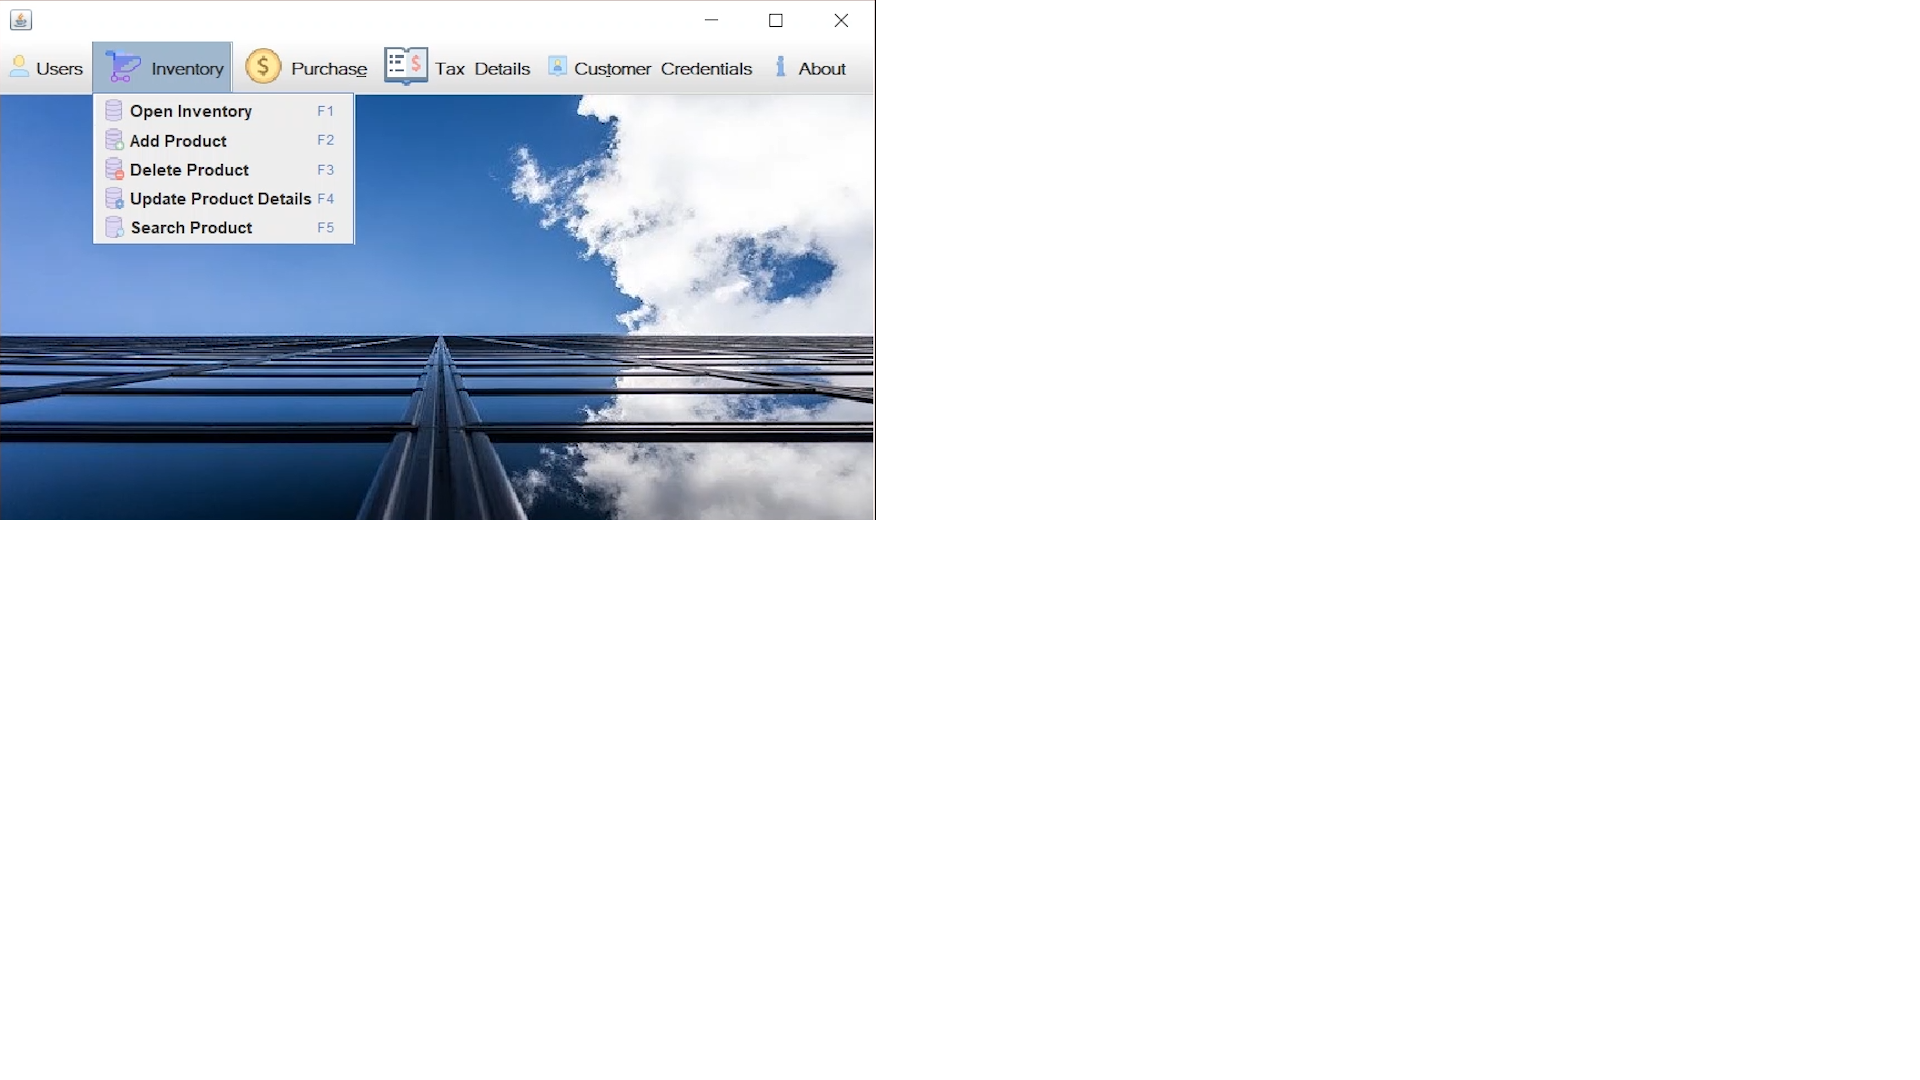 Users Inventory Purchase Tax Details Customer Credentials About
Open Inventory F1
Add Product F2
Delete Product F3
Update Product Details F4
Search Product F5